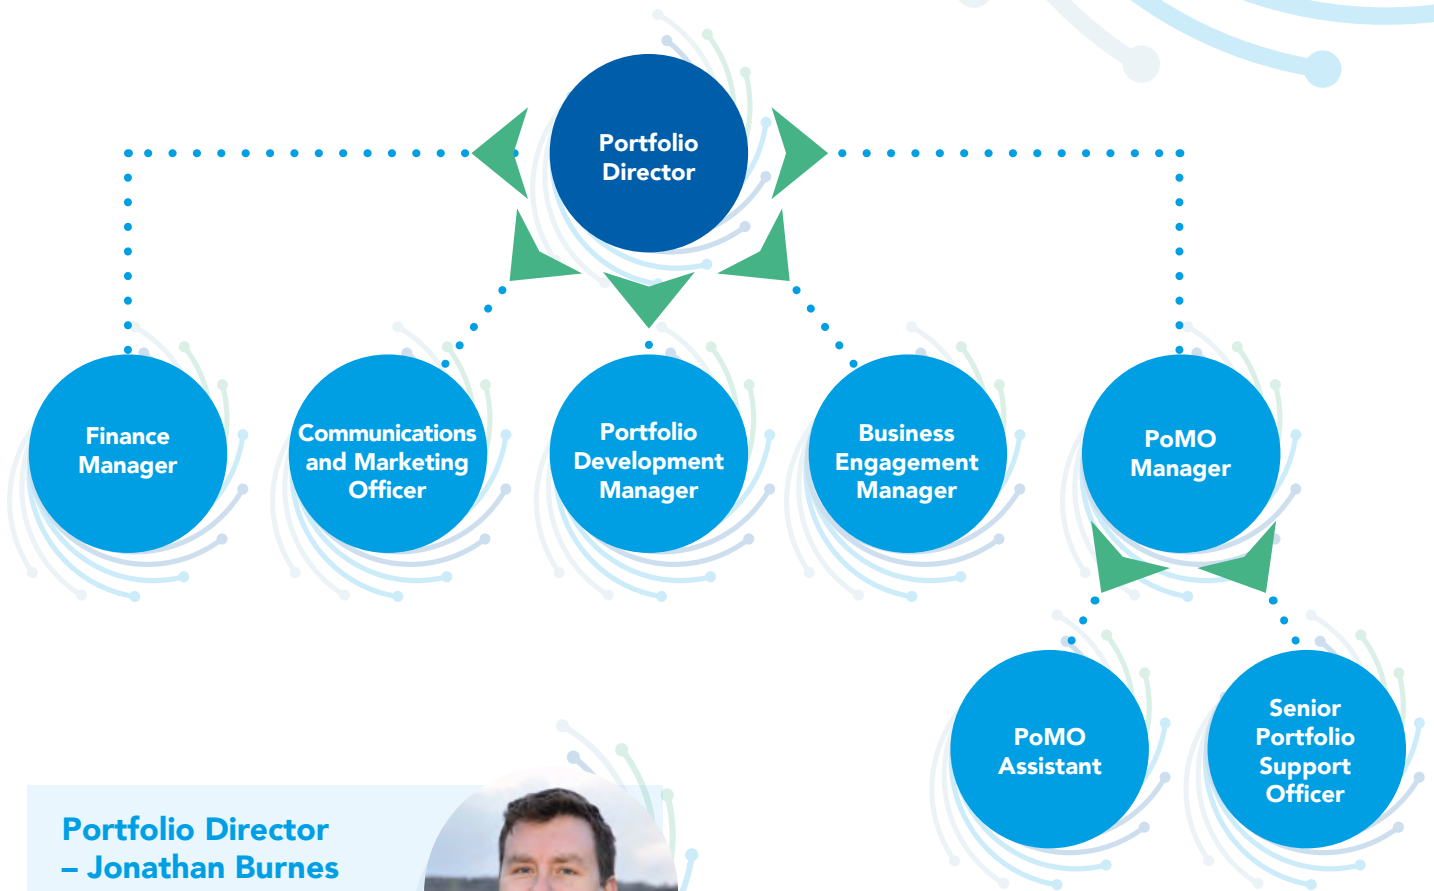 Portfolio
Director
Finance
Manager
Communications
and Marketing
Officer
Portfolio
Development
Manager
Business
Engagement
Manager
PoMO
Manager
PoMO
Assistant
Senior
Portfolio
Support
Officer
Portfolio Director
– Jonathan Burnes